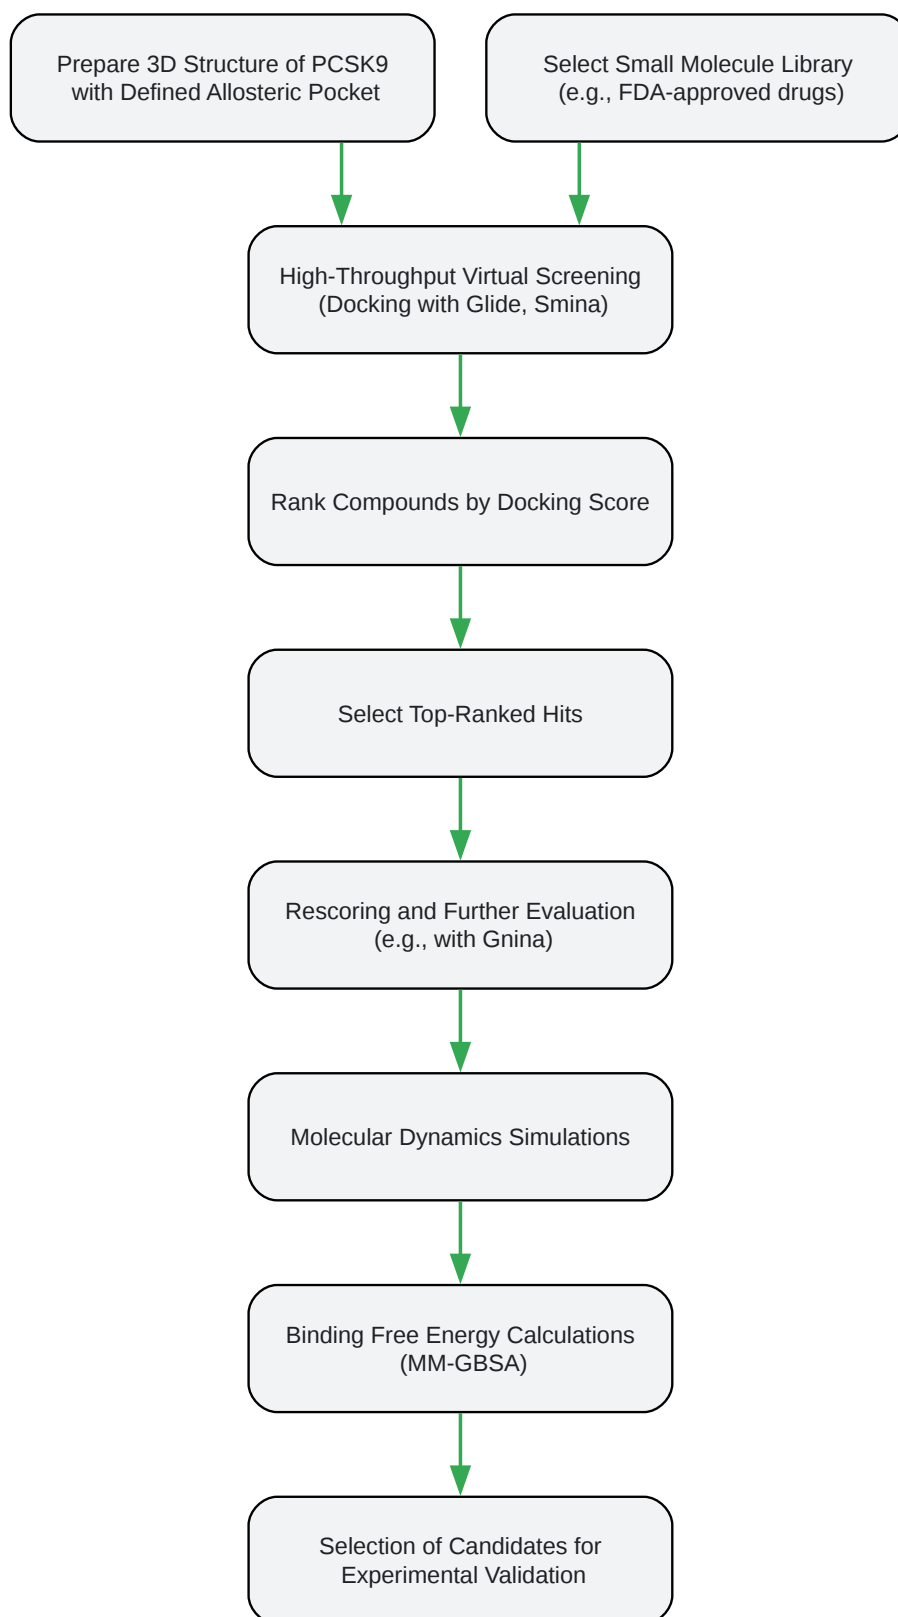 Prepare 3D Structure of PCSK9
with Defined Allosteric Pocket
Select Small Molecule Library
(e.g., FDA-approved drugs)
High-Throughput Virtual Screening
(Docking with Glide, Smina)
Rank Compounds by Docking Score
Select Top-Ranked Hits
Rescoring and Further Evaluation
(e.g., with Gnina)
Molecular Dynamics Simulations
Binding Free Energy Calculations
(MM-GBSA)
Selection of Candidates for
Experimental Validation